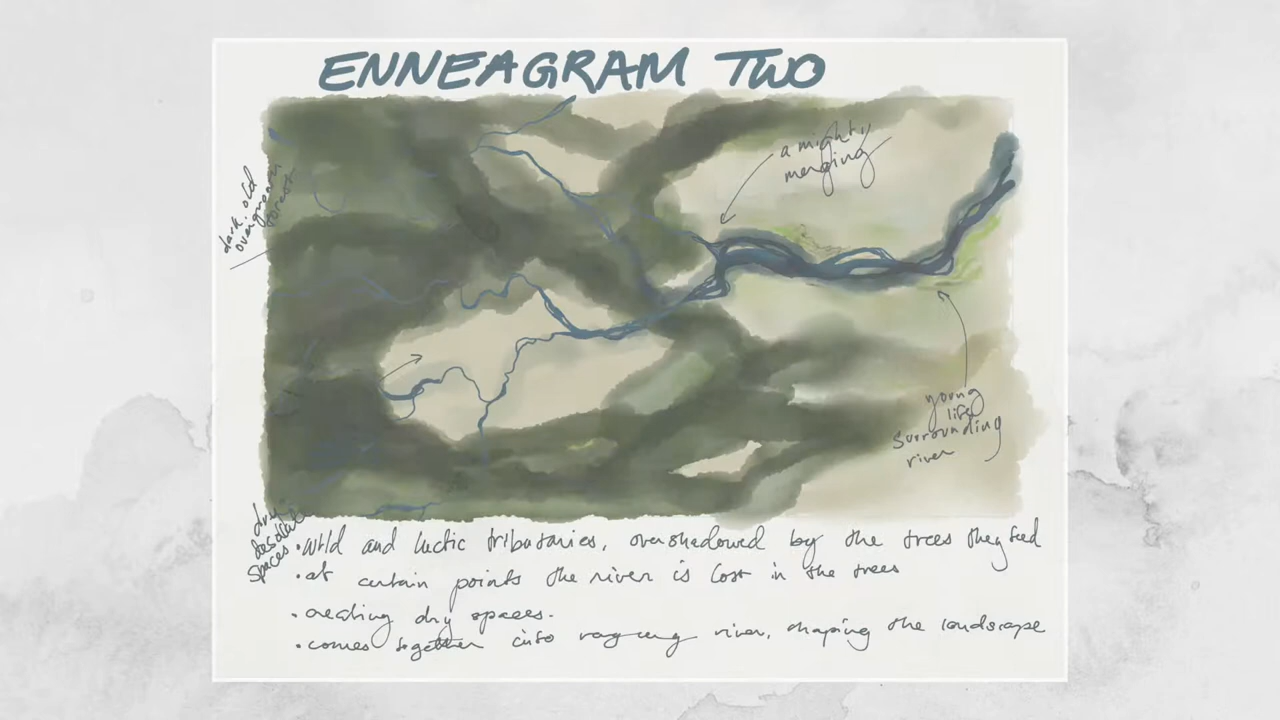 ENNEAGRAM TWO
a mighty
merging
dark, old
overgrown
forest
young
life
surrounding
river
dry
desolate
spaces
• Wild and hectic tributaries, overshadowed by the trees they feed
• at certain points the river is lost in the trees
• creating dry spaces.
• comes together into raging river, shaping the landscape